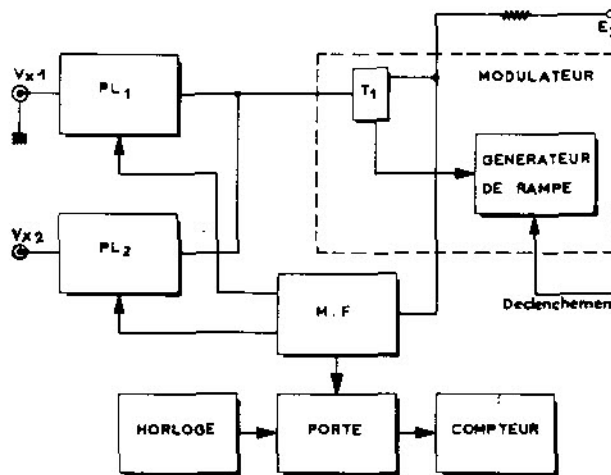 Vx1
PL1
T1
MODULATEUR
GENERATEUR
DE RAMPE
Vx2
PL2
M.F
Declenchemen
HORLOGE
PORTE
COMPTEUR